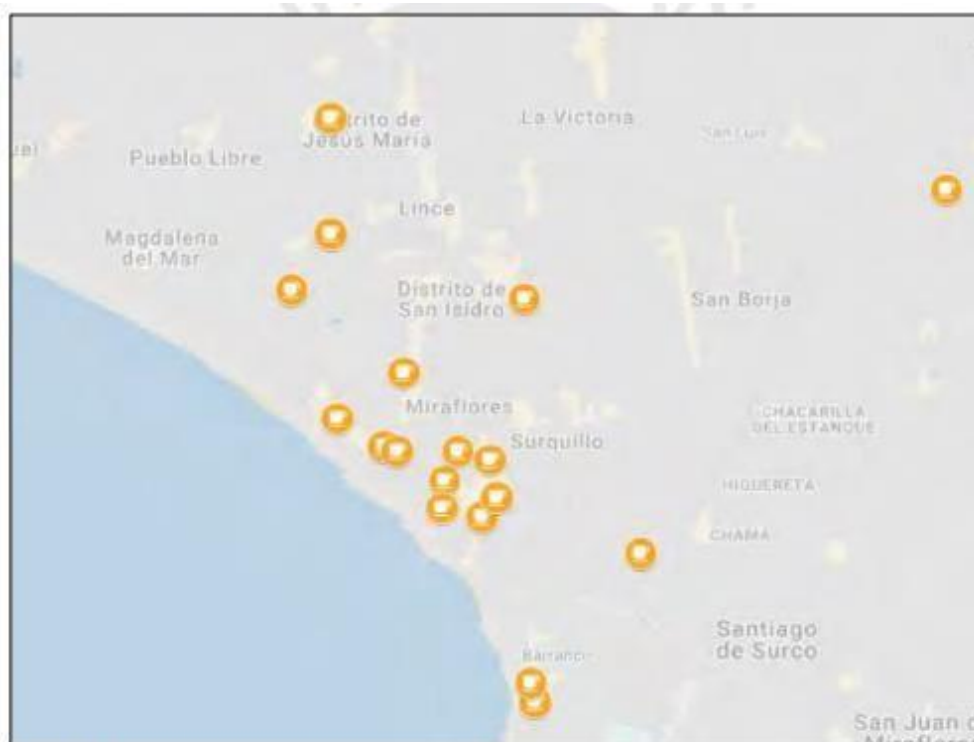 Distrito de
Jesús María
La Victoria
San Luis
Pueblo Libre
Lince
Magdalena
del Mar
Distrito de
San Isidro
San Borja
Miraflores
CHACARILLA
DEL ESTANQUE
Surquillo
HIGUERETA
CHAMA
Santiago
de Surco
Barranco
San Juan d
Miraflores